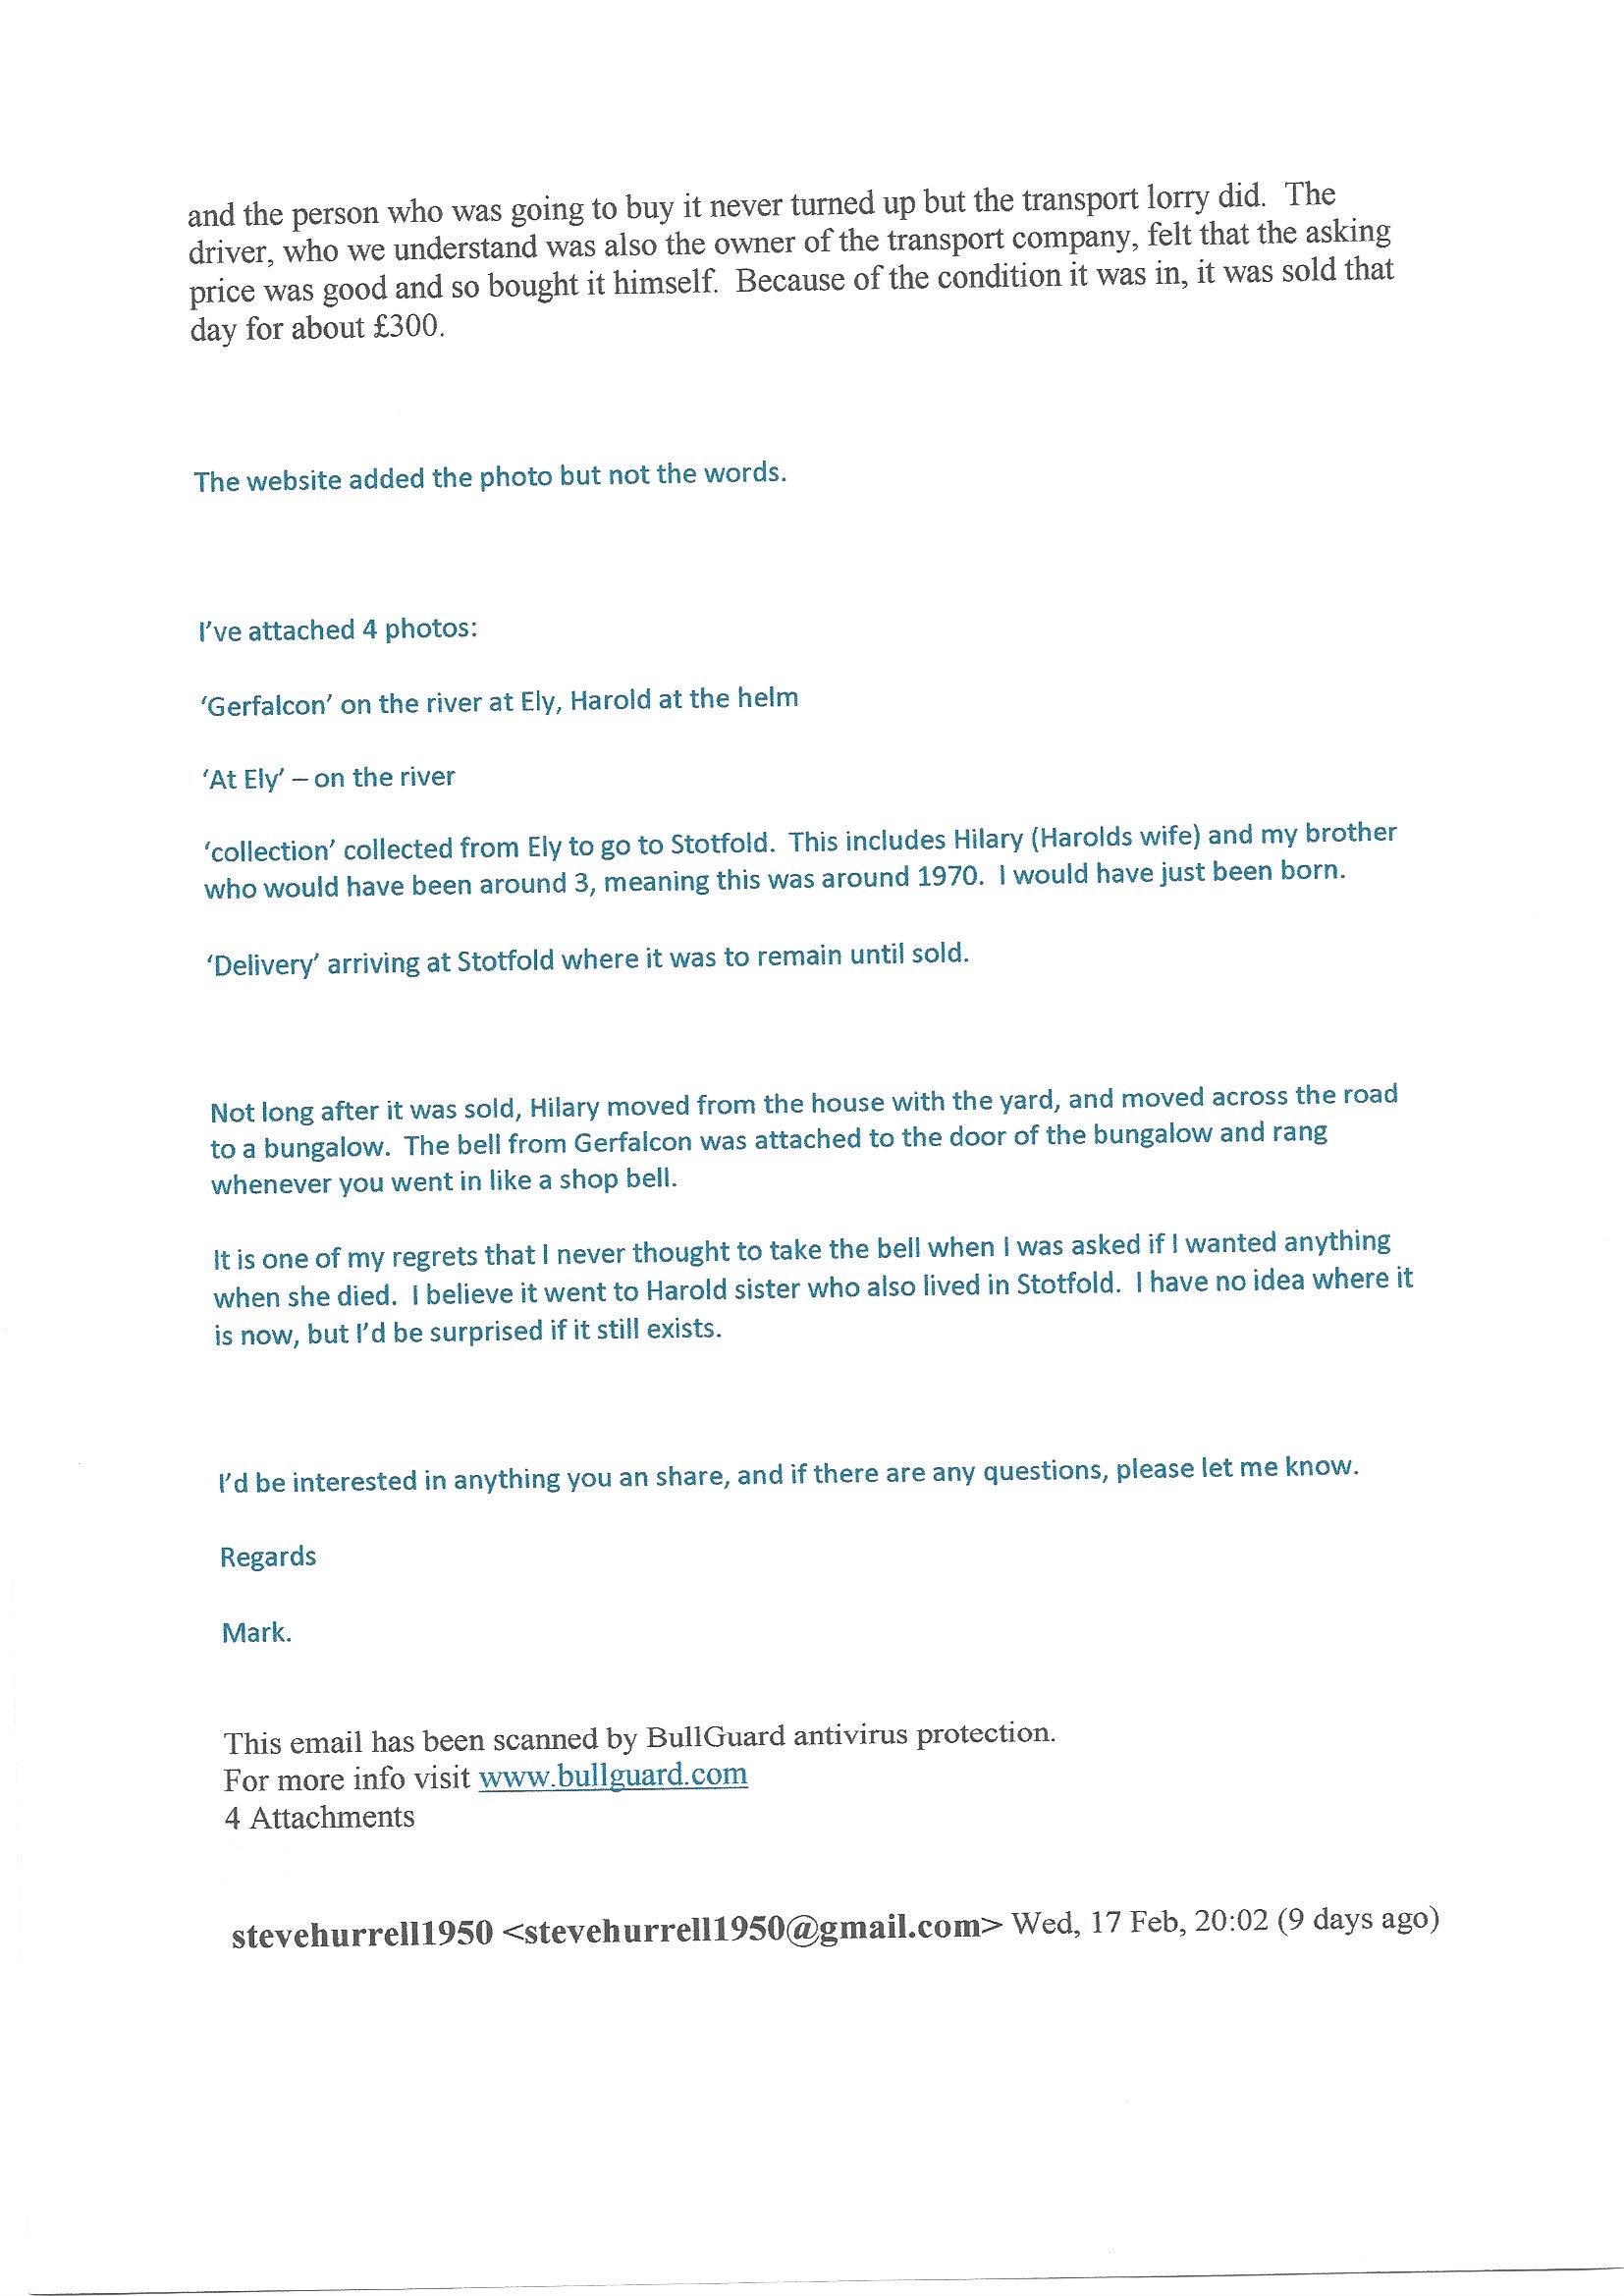 and the person who was going to buy it never turned up but the transport lorry did.  The
driver, who we understand was also the owner of the transport company, felt that the asking
price was good and so bought it himself.  Because of the condition it was in, it was sold that
day for about £300.
The website added the photo but not the words.
I've attached 4 photos:
‘Gerfalcon’ on the river at Ely, Harold at the helm
‘At Ely’ – on the river
‘collection’ collected from Ely to go to Stotfold.  This includes Hilary (Harolds wife) and my brother
who would have been around 3, meaning this was around 1970.  I would have just been born.
‘Delivery’ arriving at Stotfold where it was to remain until sold.
Not long after it was sold, Hilary moved from the house with the yard, and moved across the road
to a bungalow.  The bell from Gerfalcon was attached to the door of the bungalow and rang
whenever you went in like a shop bell.
It is one of my regrets that I never thought to take the bell when I was asked if I wanted anything
when she died.  I believe it went to Harold sister who also lived in Stotfold.  I have no idea where it
is now, but I'd be surprised if it still exists.
I'd be interested in anything you an share, and if there are any questions, please let me know.
Regards
Mark.
This email has been scanned by BullGuard antivirus protection.
For more info visit www.bullguard.com
4 Attachments
stevehurrell1950 <stevehurrell1950@gmail.com> Wed, 17 Feb, 20:02 (9 days ago)